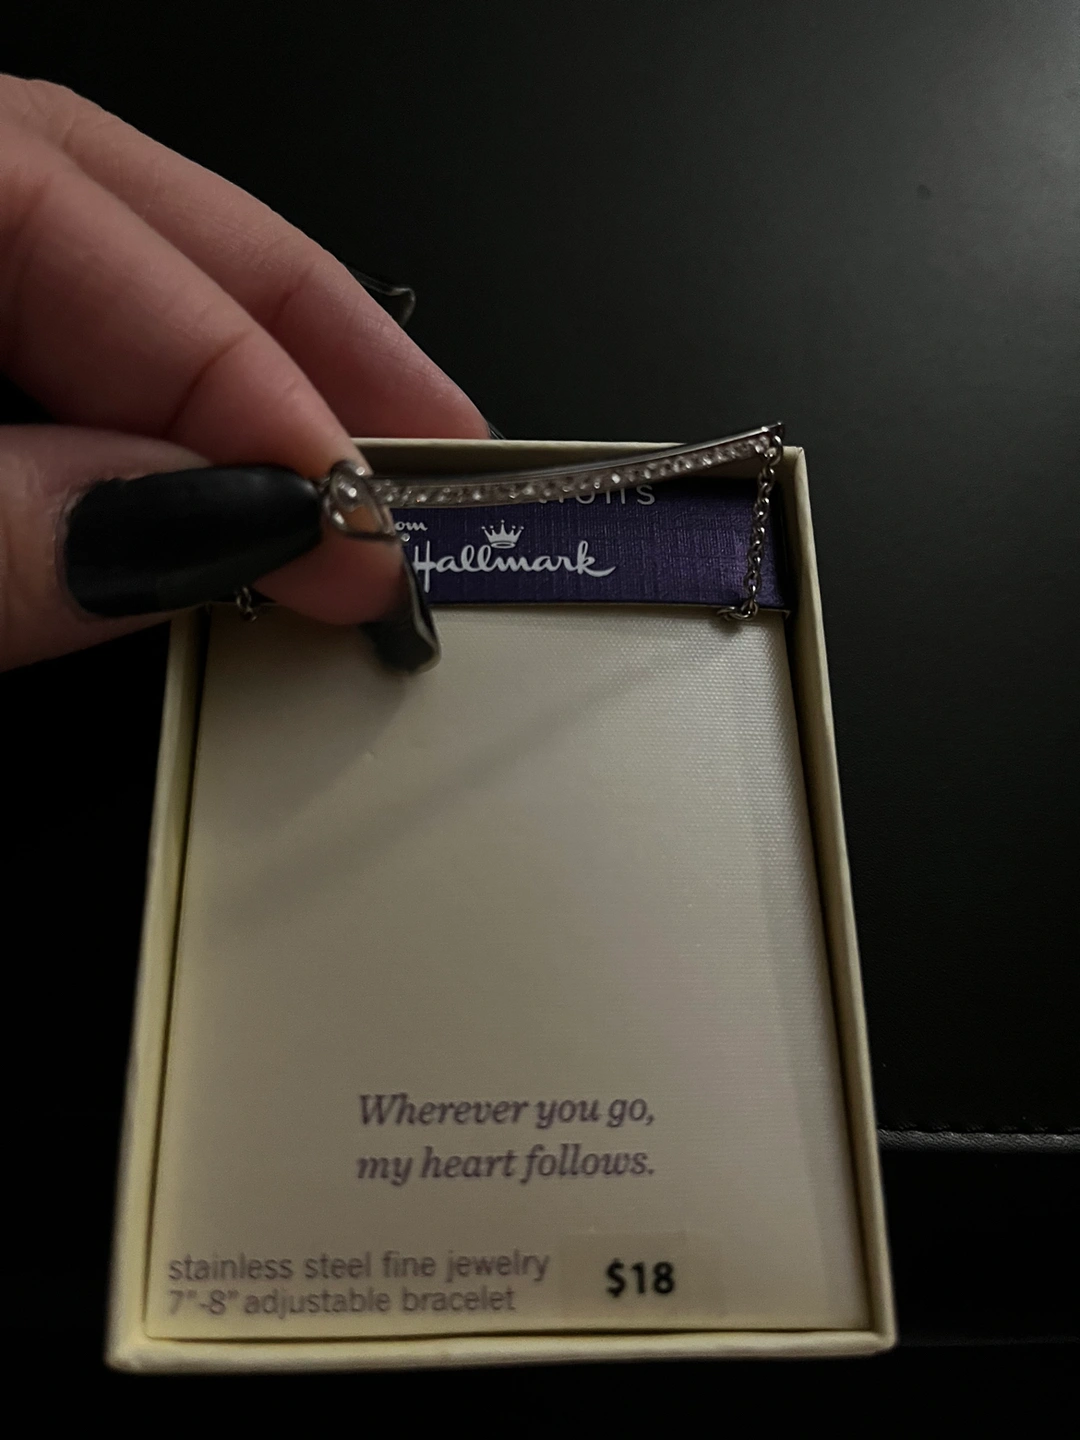 Hallmark
Wherever you go,
my heart follows.
stainless steel fine jewelry $18
7"-8" adjustable bracelet